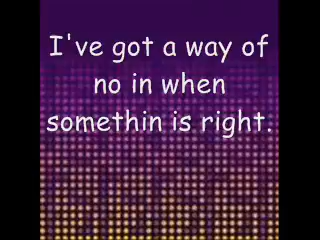 I've got a way of
no in when
somethin is right.